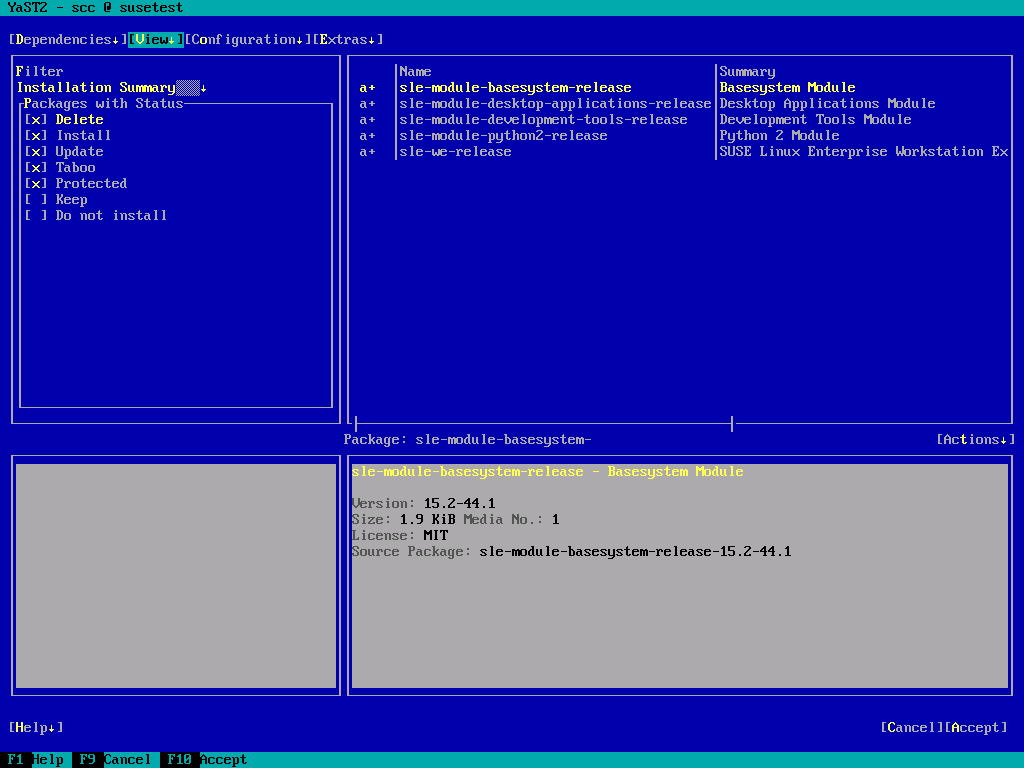 YaST2 - scc @ susetest
[Dependencies↓][View↓][Configuration↓][Extras↓]
Filter
Installation Summary ↓
Packages with Status
[x] Delete
[x] Install
[x] Update
[x] Taboo
[x] Protected
[ ] Keep
[ ] Do not install
Name Summary
a+ sle-module-basesystem-release Basesystem Module
a+ sle-module-desktop-applications-release Desktop Applications Module
a+ sle-module-development-tools-release Development Tools Module
a+ sle-module-python2-release Python 2 Module
a+ sle-we-release SUSE Linux Enterprise Workstation Ex
Package: sle-module-basesystem- [Actions↓]
sle-module-basesystem-release - Basesystem Module
Version: 15.2-44.1
Size: 1.9 KiB Media No.: 1
License: MIT
Source Package: sle-module-basesystem-release-15.2-44.1
[Help↓] [Cancel][Accept]
F1 Help F9 Cancel F10 Accept